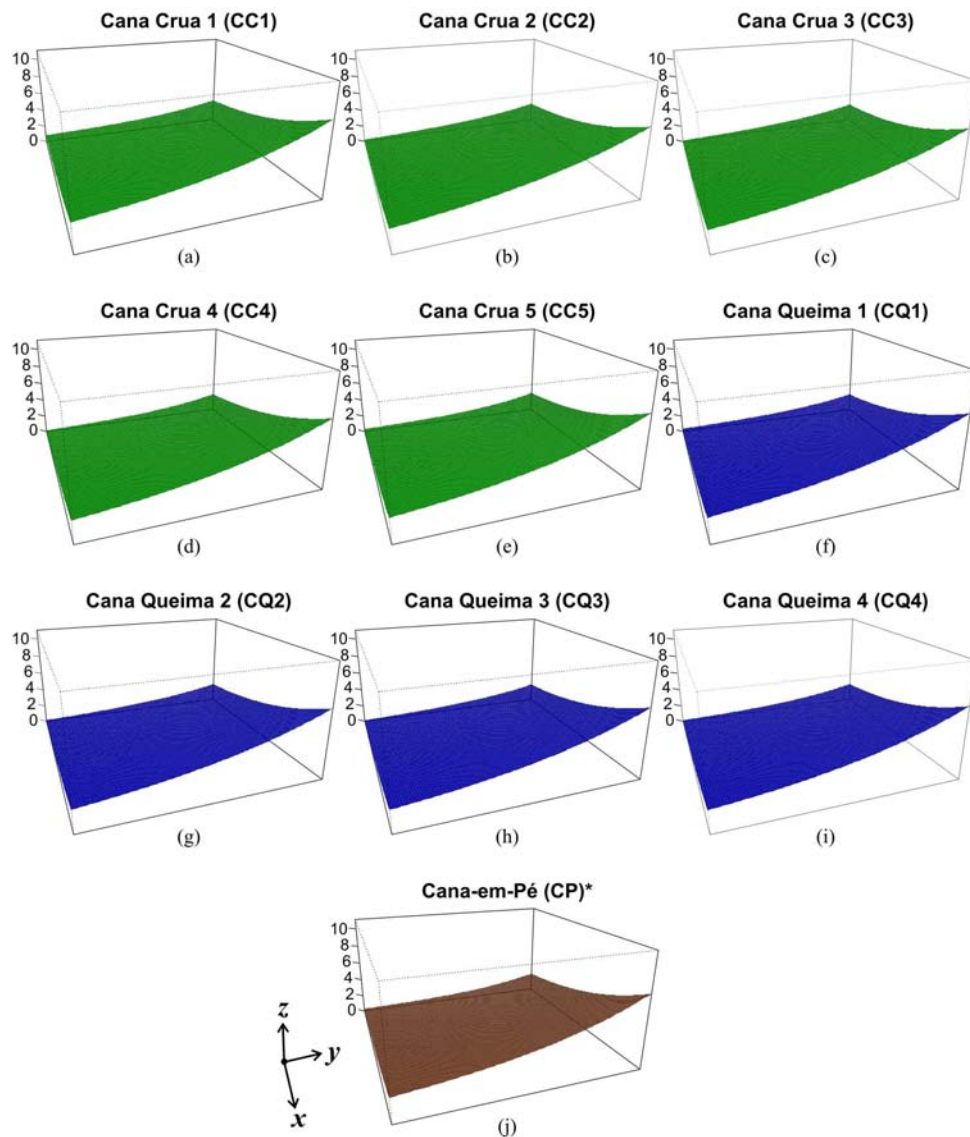 Cana Crua 1 (CC1)
Cana Crua 2 (CC2)
Cana Crua 3 (CC3)
10
8
6
4
2
0
10
8
6
4
2
0
10
8
6
4
2
0
(a)
(b)
(c)
Cana Crua 4 (CC4)
Cana Crua 5 (CC5)
Cana Queima 1 (CQ1)
10
8
6
4
2
0
10
8
6
4
2
0
10
8
6
4
2
0
(d)
(e)
(f)
Cana Queima 2 (CQ2)
Cana Queima 3 (CQ3)
Cana Queima 4 (CQ4)
10
8
6
4
2
0
10
8
6
4
2
0
10
8
6
4
2
0
(g)
(h)
(i)
Cana-em-Pé (CP)*
10
8
6
4
2
0
z
y
x
(j)